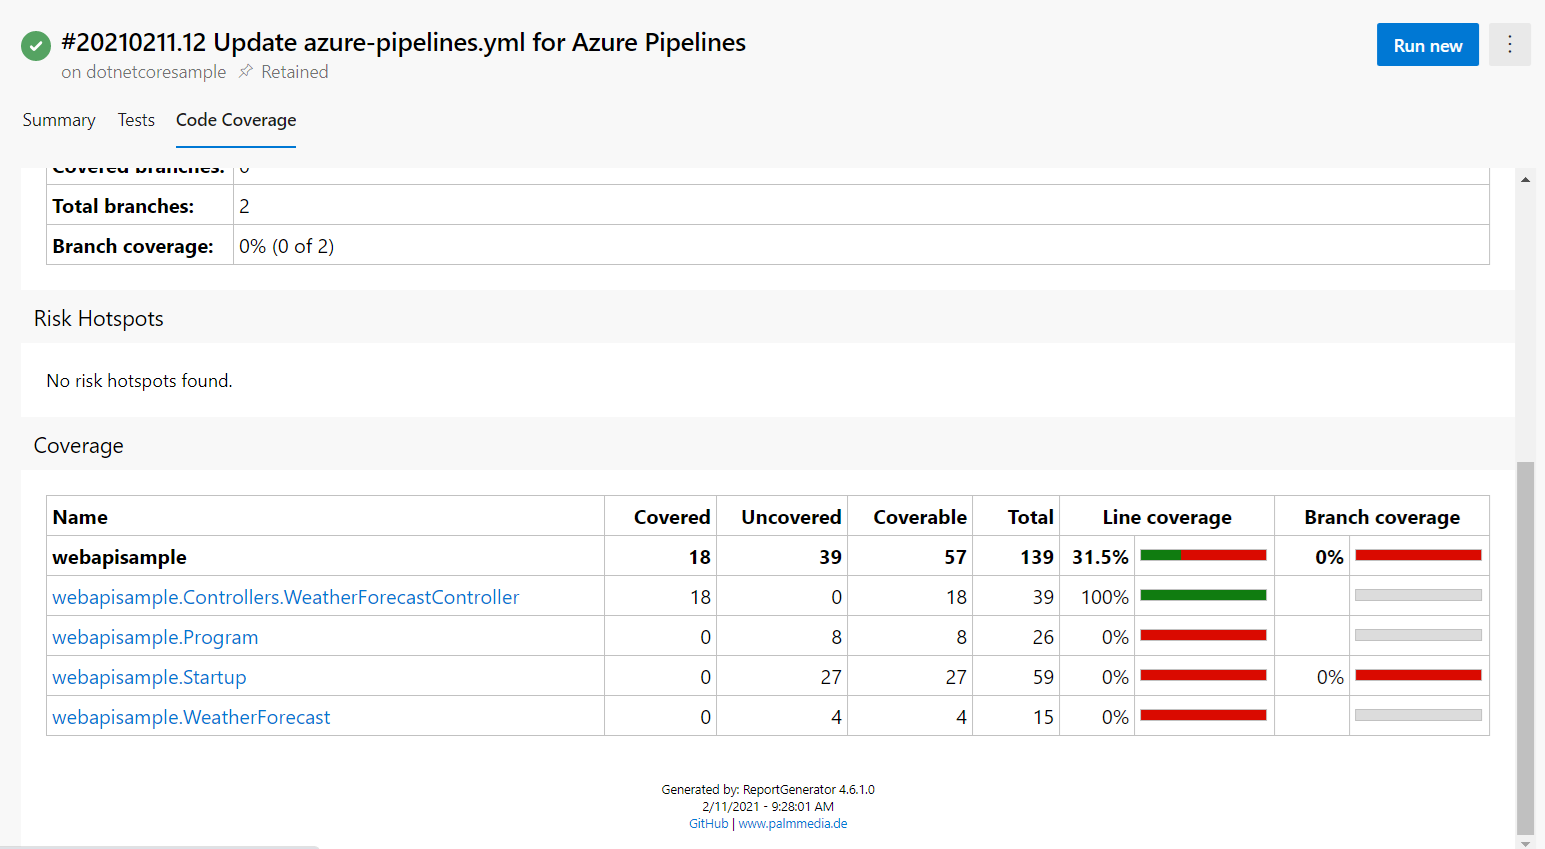 #20210211.12 Update azure-pipelines.yml for Azure Pipelines
Run new
on dotnetcoresample Retained
Summary Tests Code Coverage
Covered branches: 0
Total branches: 2
Branch coverage: 0% (0 of 2)
Risk Hotspots
No risk hotspots found.
Coverage
Name Covered Uncovered Coverable Total Line coverage Branch coverage
webapisample 18 39 57 139 31.5% 0%
webapisample.Controllers.WeatherForecastController 18 0 18 39 100%
webapisample.Program 0 8 8 26 0%
webapisample.Startup 0 27 27 59 0% 0%
webapisample.WeatherForecast 0 4 4 15 0%
Generated by: ReportGenerator 4.6.1.0
2/11/2021 - 9:28:01 AM
GitHub | www.palmmedia.de